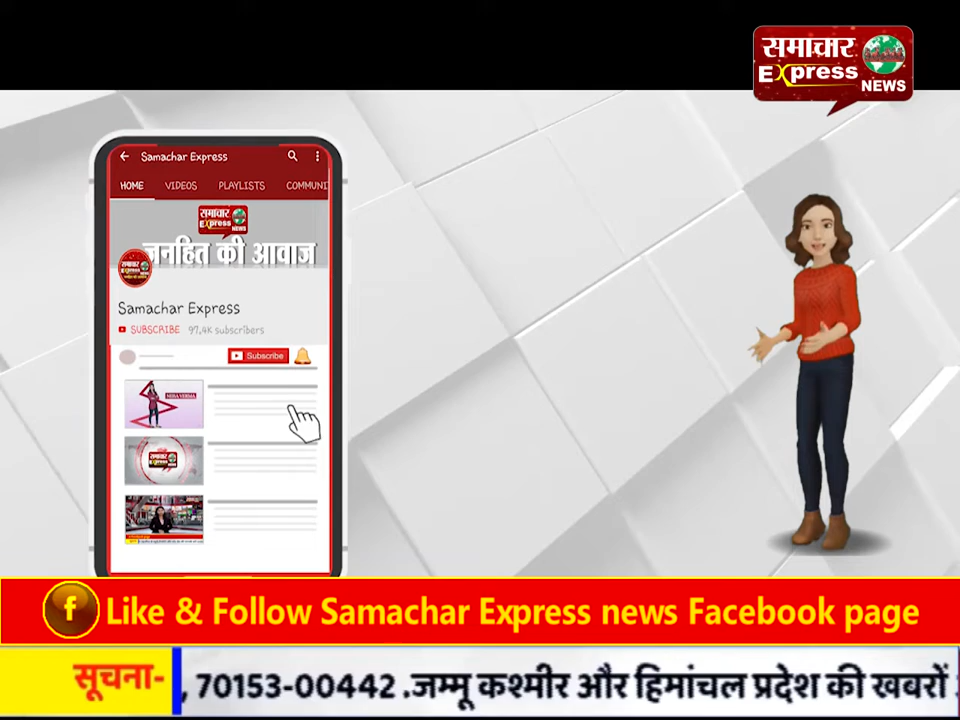 समाचार
Express
NEWS
Samachar Express
HOME VIDEOS PLAYLISTS COMMUNI
समाचार
Express
NEWS
जनहित की आवाज
Samachar Express
SUBSCRIBE 97.4K subscribers
Subscribe
Like & Follow Samachar Express news Facebook page
सूचना- , 70153-00442 .जम्मू कश्मीर और हिमांचल प्रदेश की खबरों